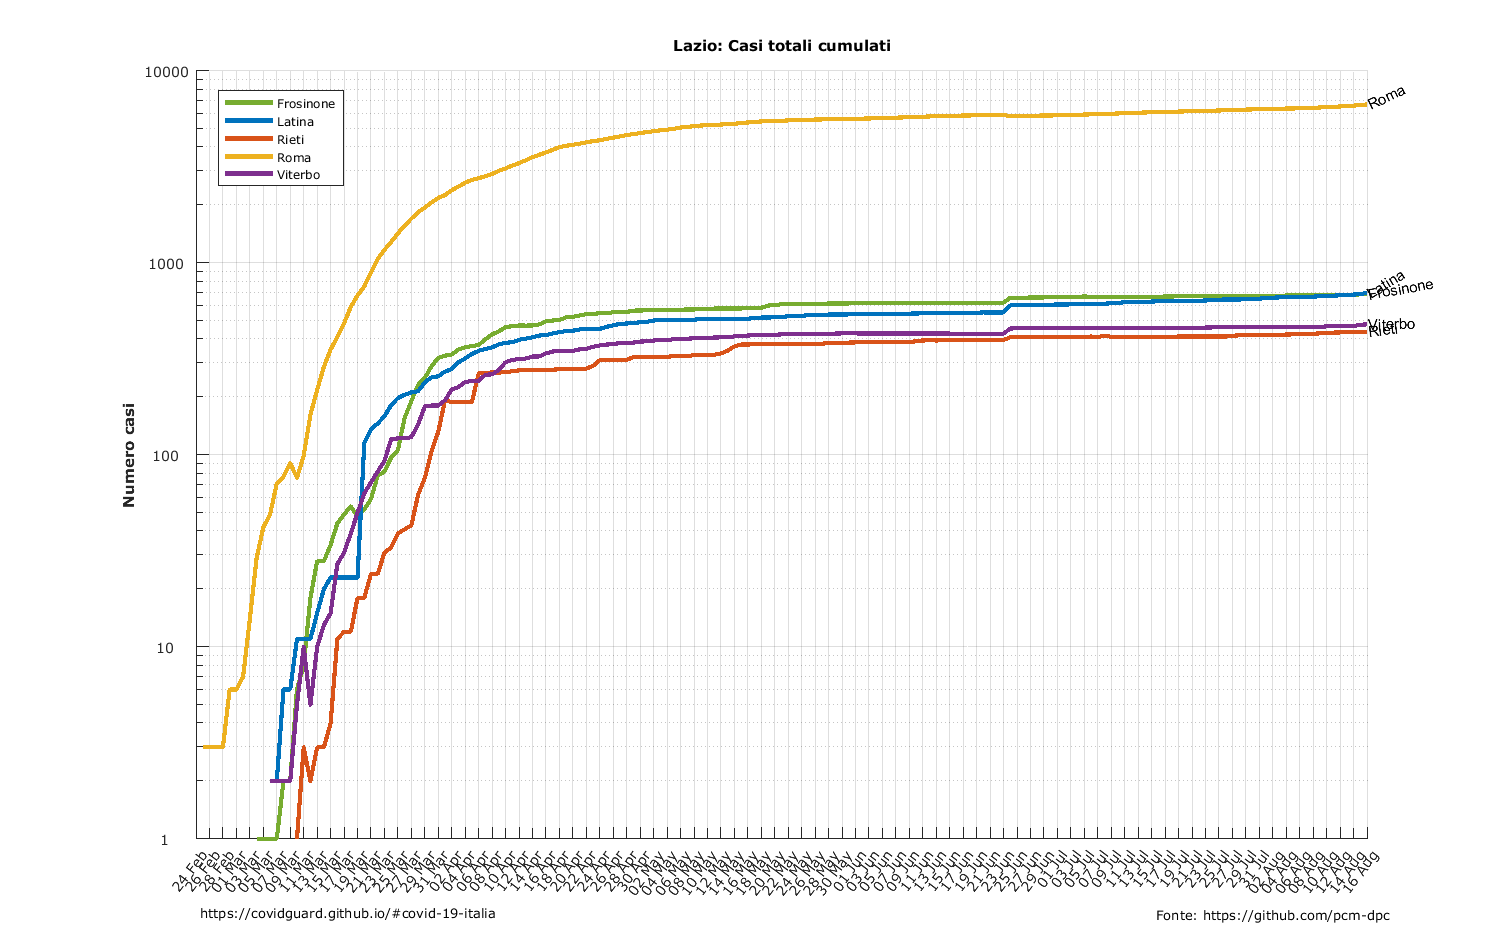 Lazio: Casi totali cumulati
10000
1000
100
10
1
Numero casi
Frosinone
Latina
Rieti
Roma
Viterbo
Roma
Latina
Frosinone
Viterbo
Rieti
24 Feb
26 Feb
28 Feb
01 Mar
03 Mar
05 Mar
07 Mar
09 Mar
11 Mar
13 Mar
15 Mar
17 Mar
19 Mar
21 Mar
23 Mar
25 Mar
27 Mar
29 Mar
31 Mar
02 Apr
04 Apr
06 Apr
08 Apr
10 Apr
12 Apr
14 Apr
16 Apr
18 Apr
20 Apr
22 Apr
24 Apr
26 Apr
28 Apr
30 Apr
02 May
04 May
06 May
08 May
10 May
12 May
14 May
16 May
18 May
20 May
22 May
24 May
26 May
28 May
30 May
01 Jun
03 Jun
05 Jun
07 Jun
09 Jun
11 Jun
13 Jun
15 Jun
17 Jun
19 Jun
21 Jun
23 Jun
25 Jun
27 Jun
29 Jun
01 Jul
03 Jul
05 Jul
07 Jul
09 Jul
11 Jul
13 Jul
15 Jul
17 Jul
19 Jul
21 Jul
23 Jul
25 Jul
27 Jul
29 Jul
31 Jul
02 Aug
04 Aug
06 Aug
08 Aug
10 Aug
12 Aug
14 Aug
16 Aug
https://covidguard.github.io/#covid-19-italia
Fonte: https://github.com/pcm-dpc